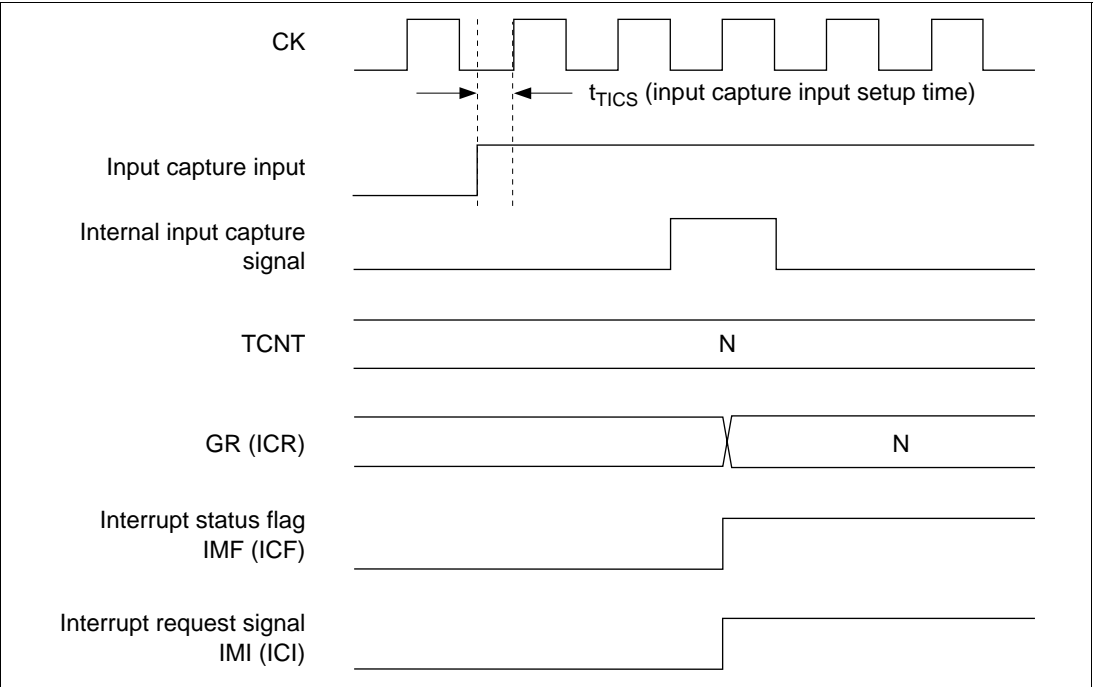 CK
tTICS (input capture input setup time)
Input capture input
Internal input capture
signal
TCNT
N
GR (ICR)
N
Interrupt status flag
IMF (ICF)
Interrupt request signal
IMI (ICI)